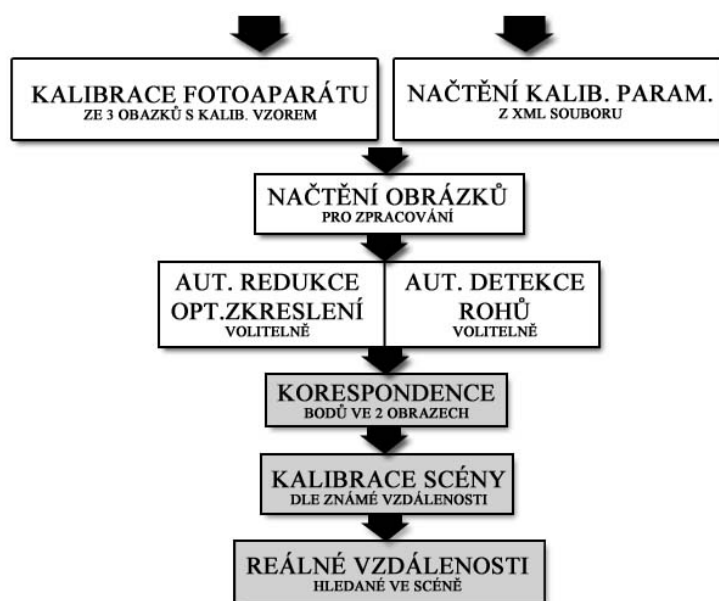 KALIBRACE FOTOAPARÁTU
ZE 3 OBAZKŮ S KALIB. VZOREM
NAČTĚNÍ KALIB. PARAM.
Z XML SOUBORU
NAČTĚNÍ OBRÁZKŮ
PRO ZPRACOVÁNÍ
AUT. REDUKCE
OPT.ZKRESLENÍ
VOLITELNĚ
AUT. DETEKCE
ROHŮ
VOLITELNĚ
KORESPONDENCE
BODŮ VE 2 OBRAZECH
KALIBRACE SCÉNY
DLE ZNÁMÉ VZDÁLENOSTI
REÁLNÉ VZDÁLENOSTI
HLEDANÉ VE SCÉNĚ